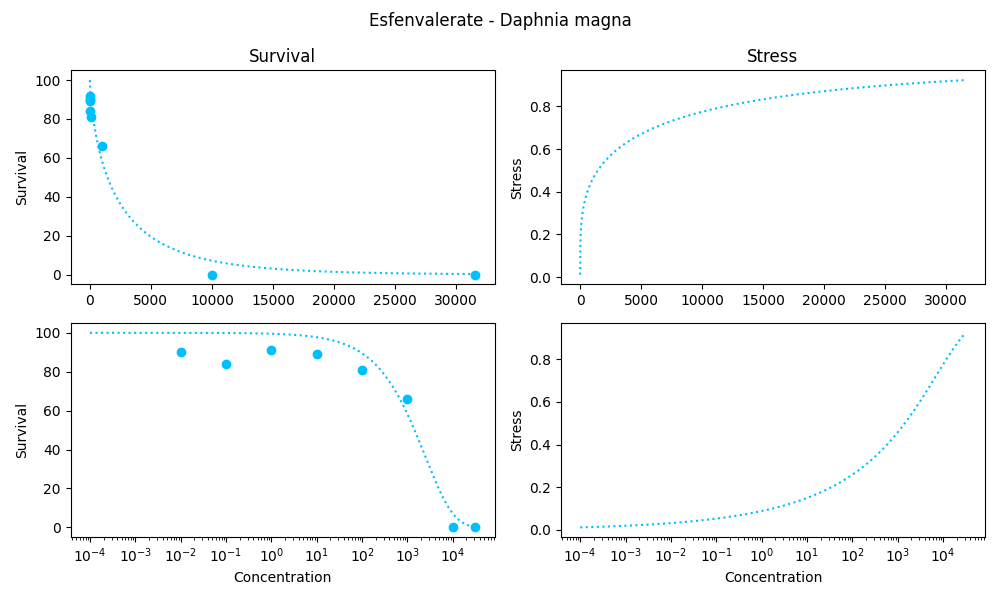 Esfenvalerate - Daphnia magna
Survival
Stress
Survival
100
80
60
40
20
0
0 5000 10000 15000 20000 25000 30000
Stress
0.8
0.6
0.4
0.2
0.0
0 5000 10000 15000 20000 25000 30000
Survival
100
80
60
40
20
0
10⁻⁴ 10⁻³ 10⁻² 10⁻¹ 10⁰ 10¹ 10² 10³ 10⁴
Concentration
Stress
0.8
0.6
0.4
0.2
0.0
10⁻⁴ 10⁻³ 10⁻² 10⁻¹ 10⁰ 10¹ 10² 10³ 10⁴
Concentration